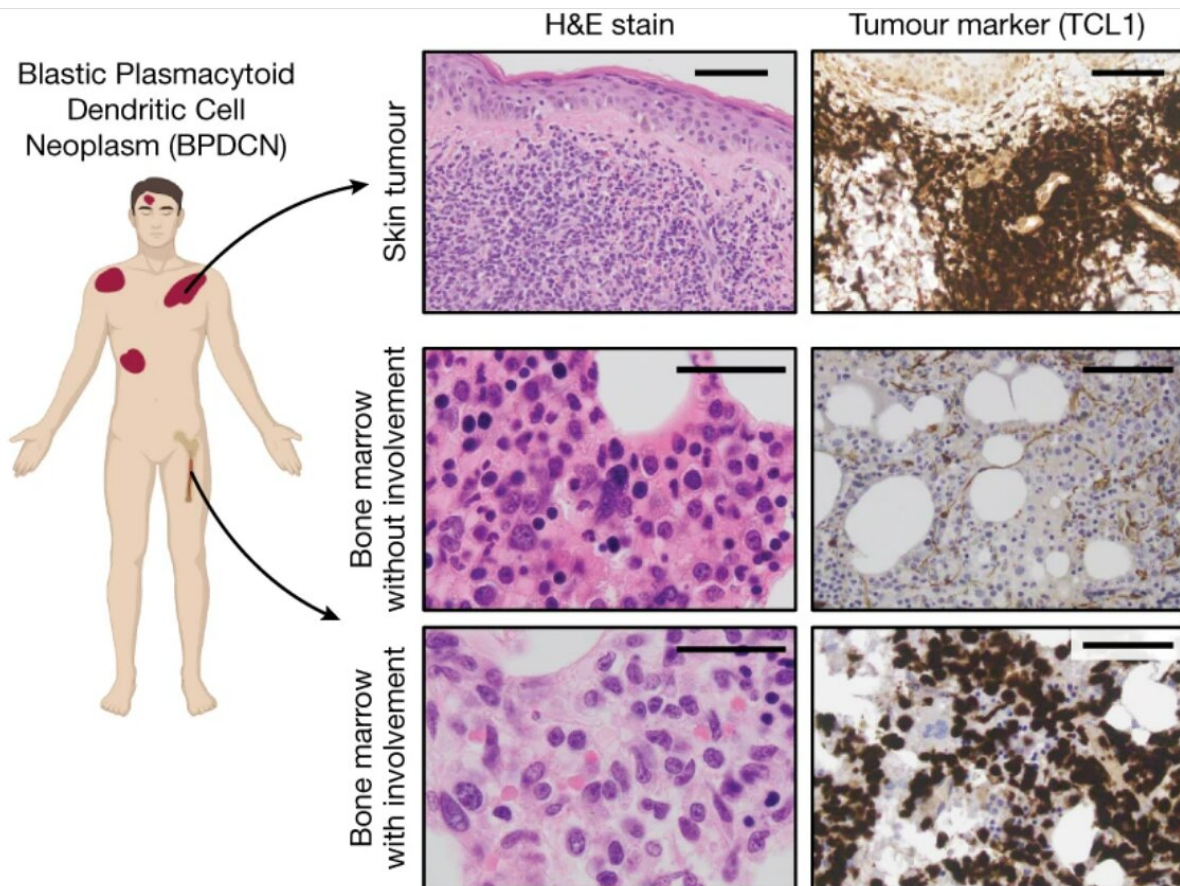 Blastic Plasmacytoid
Dendritic Cell
Neoplasm (BPDCN)
H&E stain
Tumour marker (TCL1)
Skin tumour
Bone marrow
without involvement
Bone marrow
with involvement